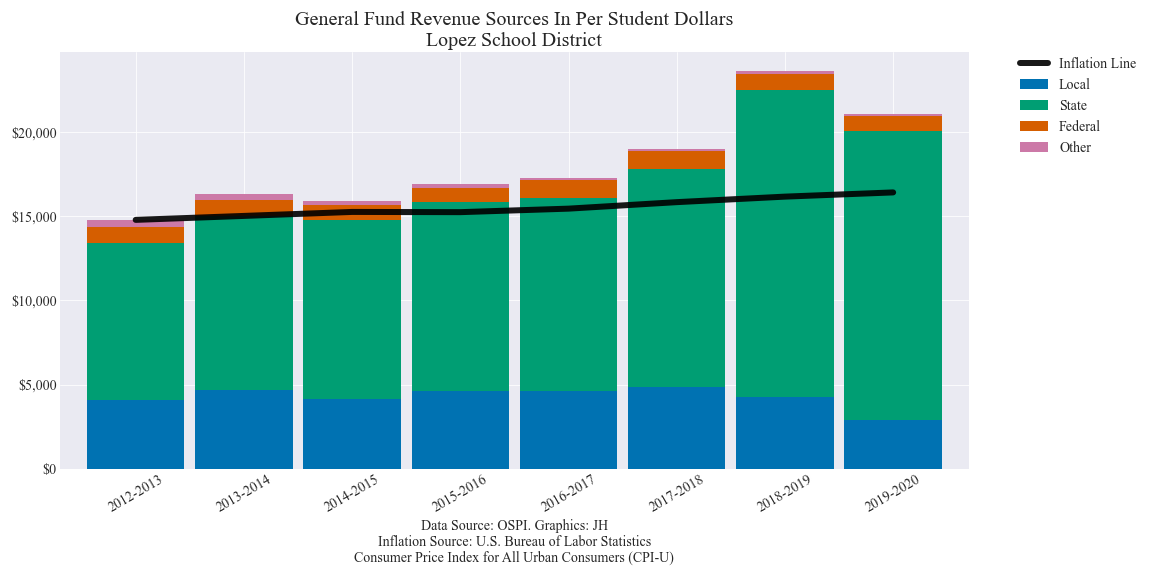 General Fund Revenue Sources In Per Student Dollars
Lopez School District
Inflation Line
Local
State
Federal
Other
$20,000
$15,000
$10,000
$5,000
$0
2012-2013
2013-2014
2014-2015
2015-2016
2016-2017
2017-2018
2018-2019
2019-2020
Data Source: OSPI. Graphics: JH
Inflation Source: U.S. Bureau of Labor Statistics
Consumer Price Index for All Urban Consumers (CPI-U)